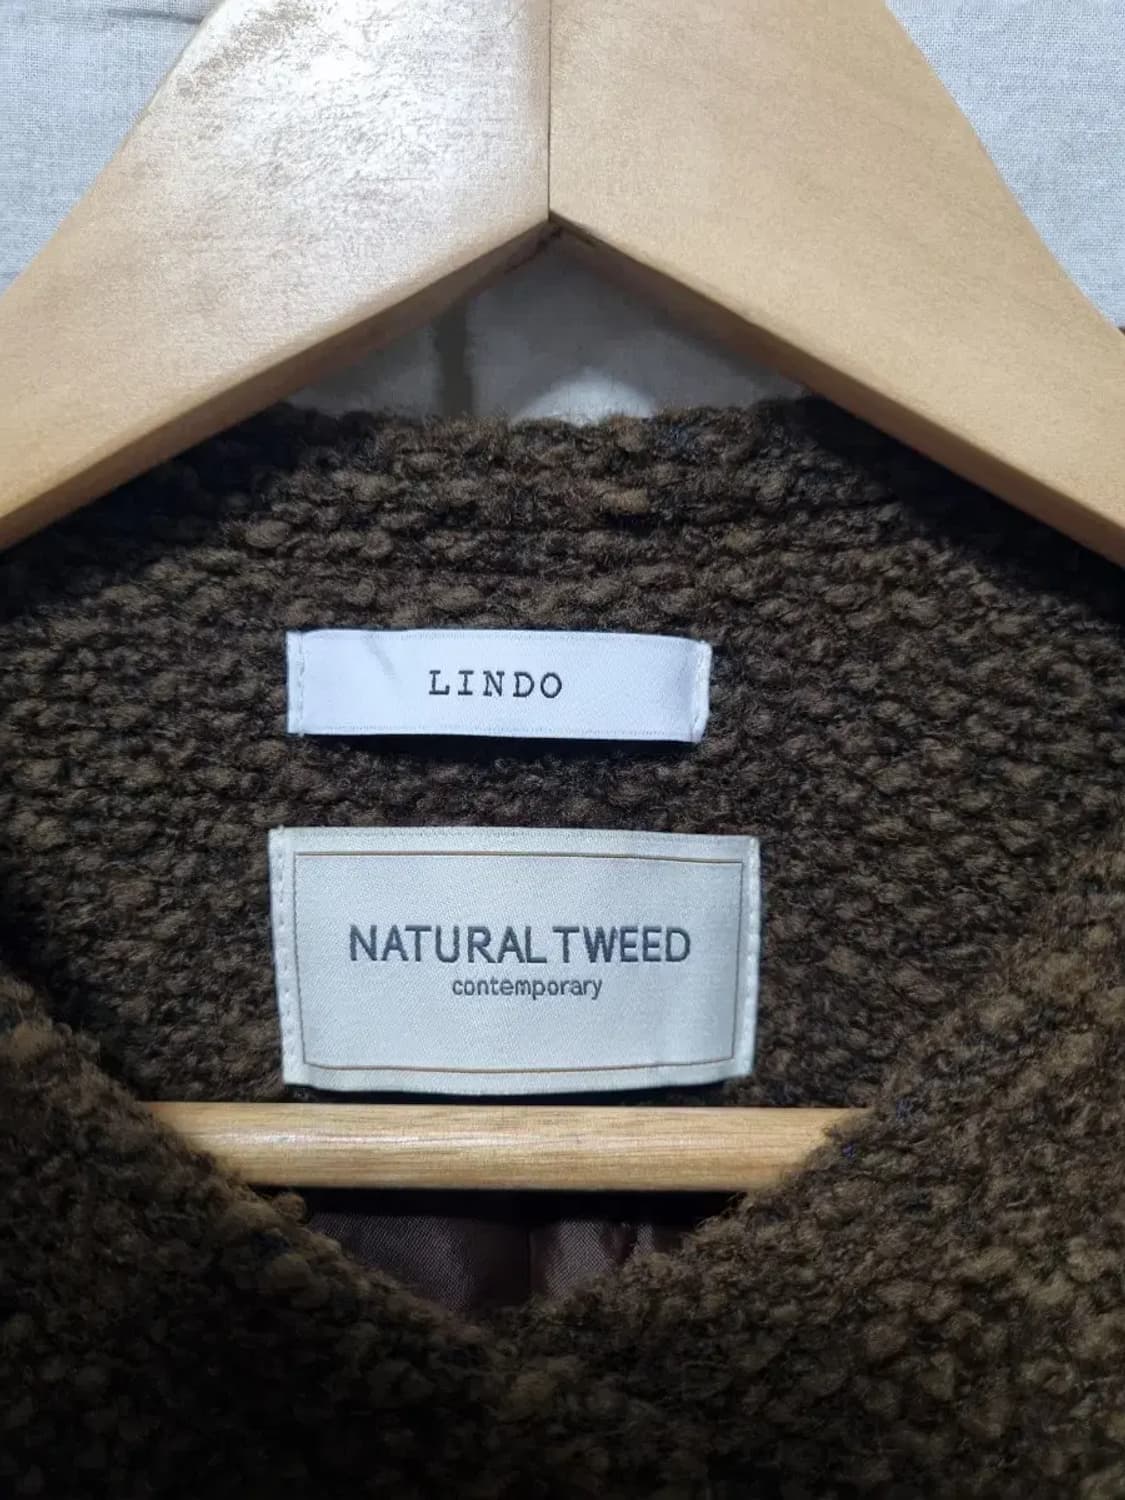 LINDO
NATURAL TWEED
contemporary